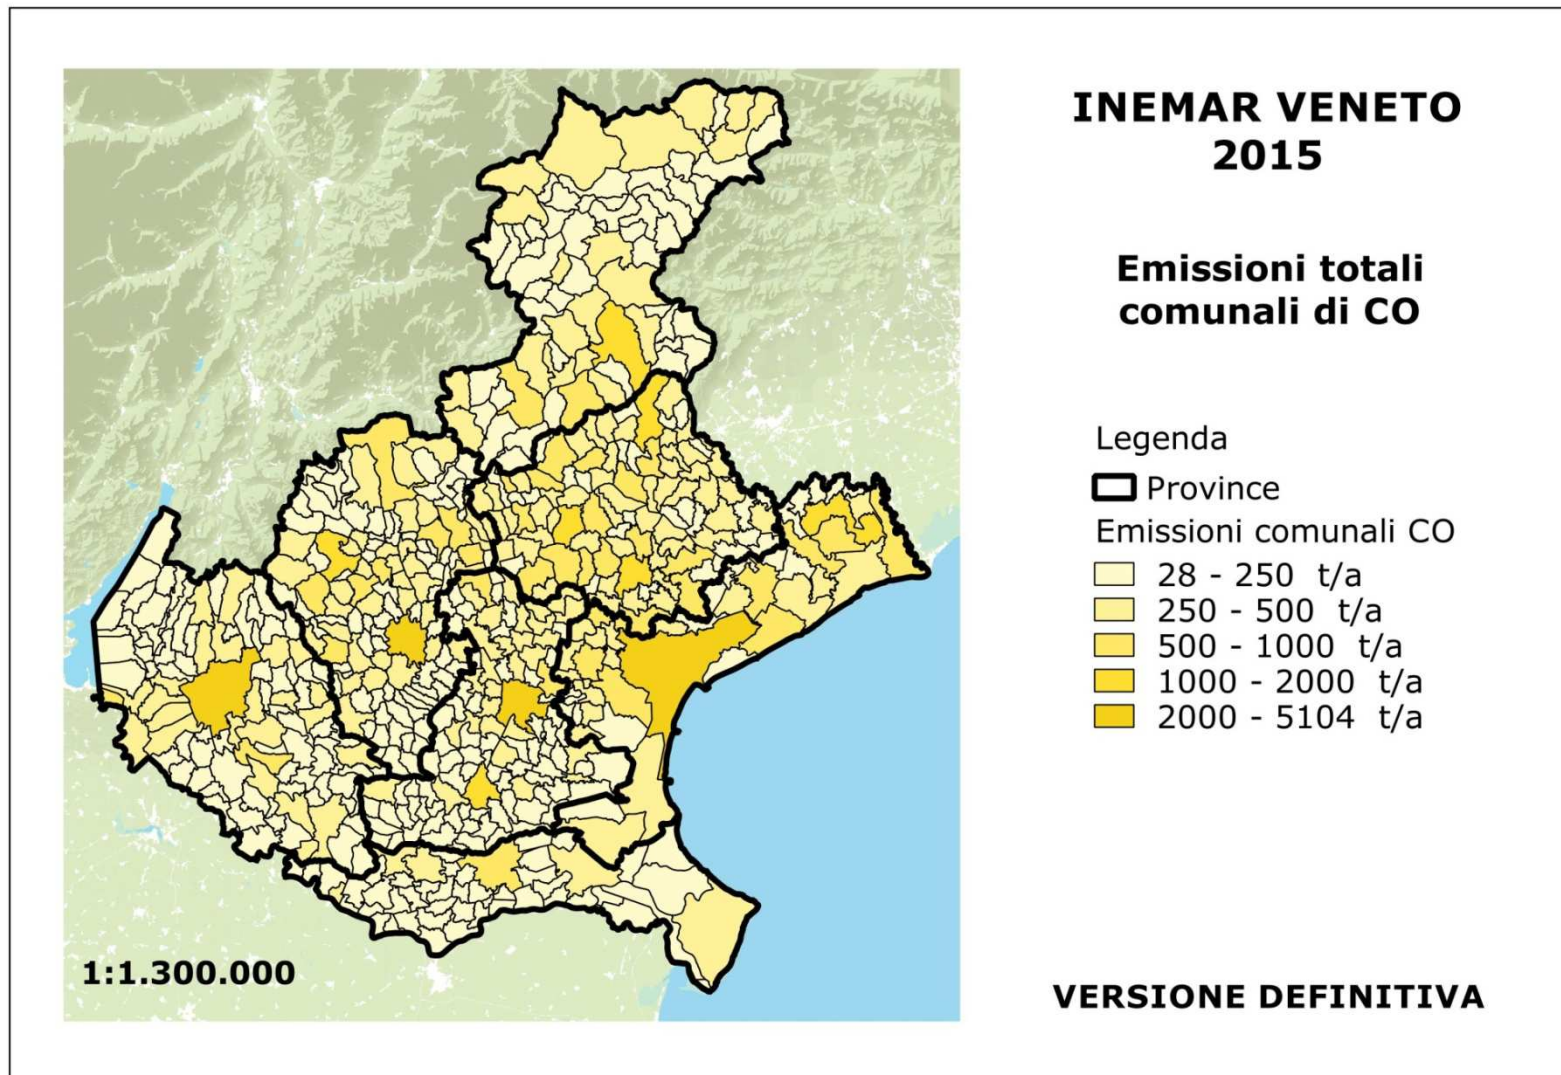 INEMAR VENETO
2015
Emissioni totali
comunali di CO
Legenda
Province
Emissioni comunali CO
28 - 250 t/a
250 - 500 t/a
500 - 1000 t/a
1000 - 2000 t/a
2000 - 5104 t/a
1:1.300.000
VERSIONE DEFINITIVA